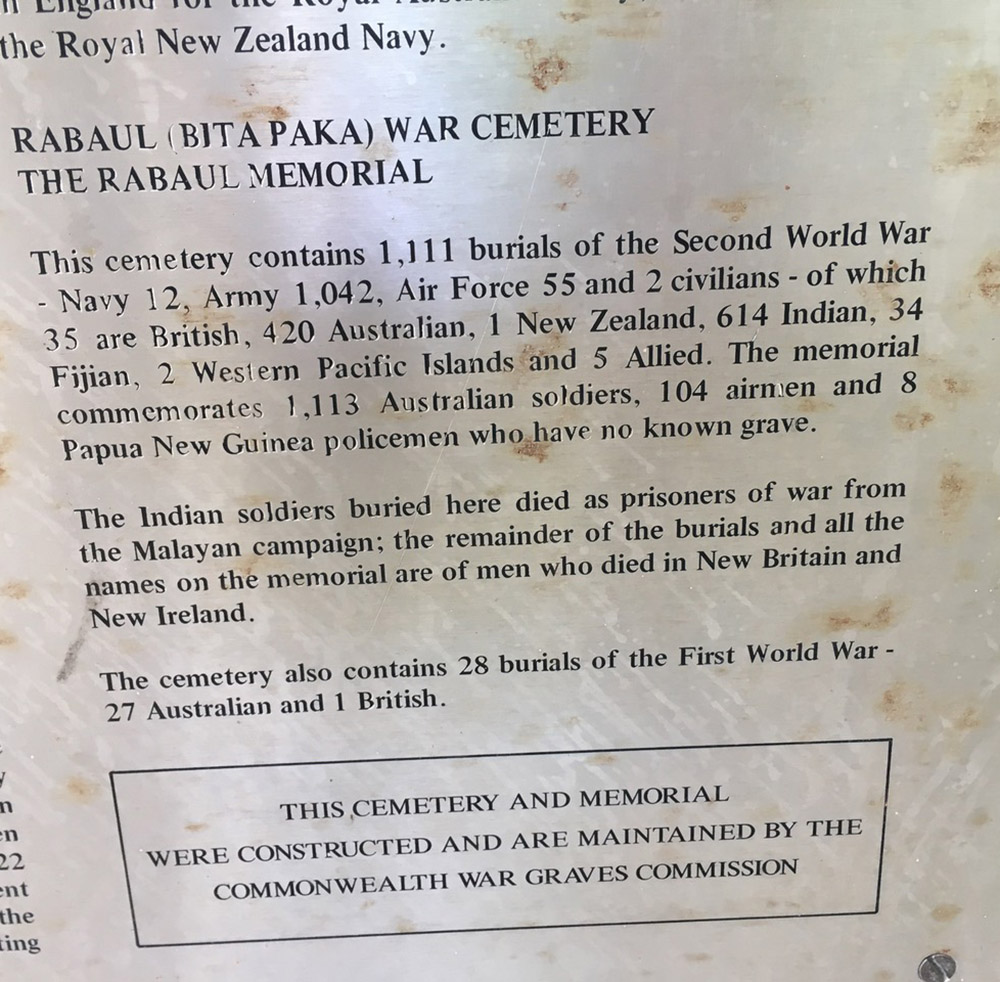 the Royal New Zealand Navy.
RABAUL (BITA PAKA) WAR CEMETERY
THE RABAUL MEMORIAL
This cemetery contains 1,111 burials of the Second World War
- Navy 12, Army 1,042, Air Force 55 and 2 civilians - of which
35 are British, 420 Australian, 1 New Zealand, 614 Indian, 34
Fijian, 2 Western Pacific Islands and 5 Allied. The memorial
commemorates 1,113 Australian soldiers, 104 airmen and 8
Papua New Guinea policemen who have no known grave.
The Indian soldiers buried here died as prisoners of war from
the Malayan campaign; the remainder of the burials and all the
names on the memorial are of men who died in New Britain and
New Ireland.
The cemetery also contains 28 burials of the First World War -
27 Australian and 1 British.
THIS CEMETERY AND MEMORIAL
WERE CONSTRUCTED AND ARE MAINTAINED BY THE
COMMONWEALTH WAR GRAVES COMMISSION
22
the